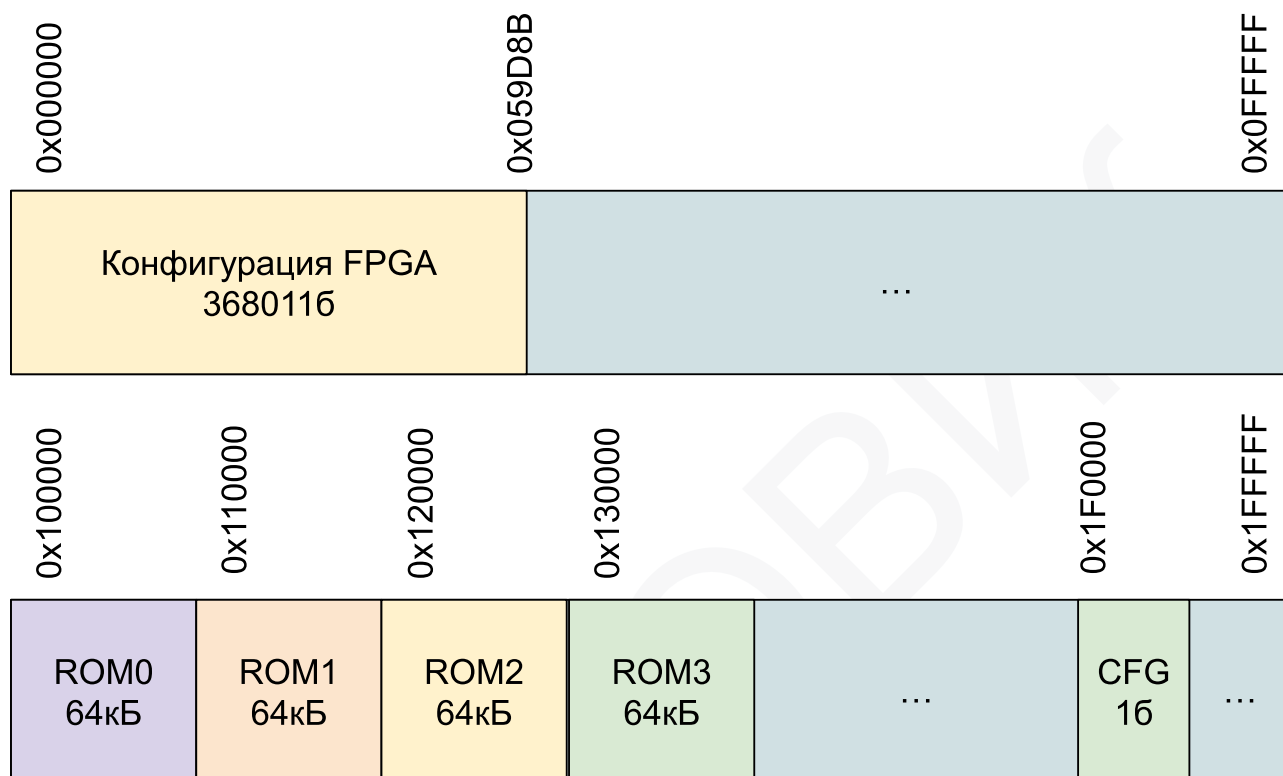 0x000000
0x059D8B
0x0FFFFF
Конфигурация FPGA
368011б
...
0x100000
0x110000
0x120000
0x130000
0x1F0000
0x1FFFFF
ROM0
64кБ
ROM1
64кБ
ROM2
64кБ
ROM3
64кБ
...
CFG
1б
...